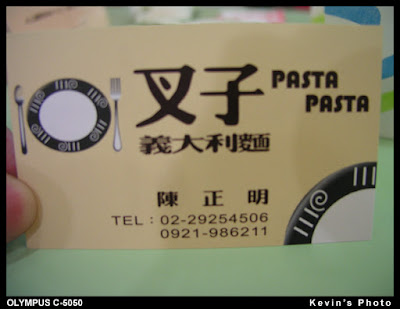 叉子 PASTA
PASTA
義大利麵
陳 正 明
TEL：02-29254506
0921-986211
OLYMPUS C-5050 Kevin's Photo